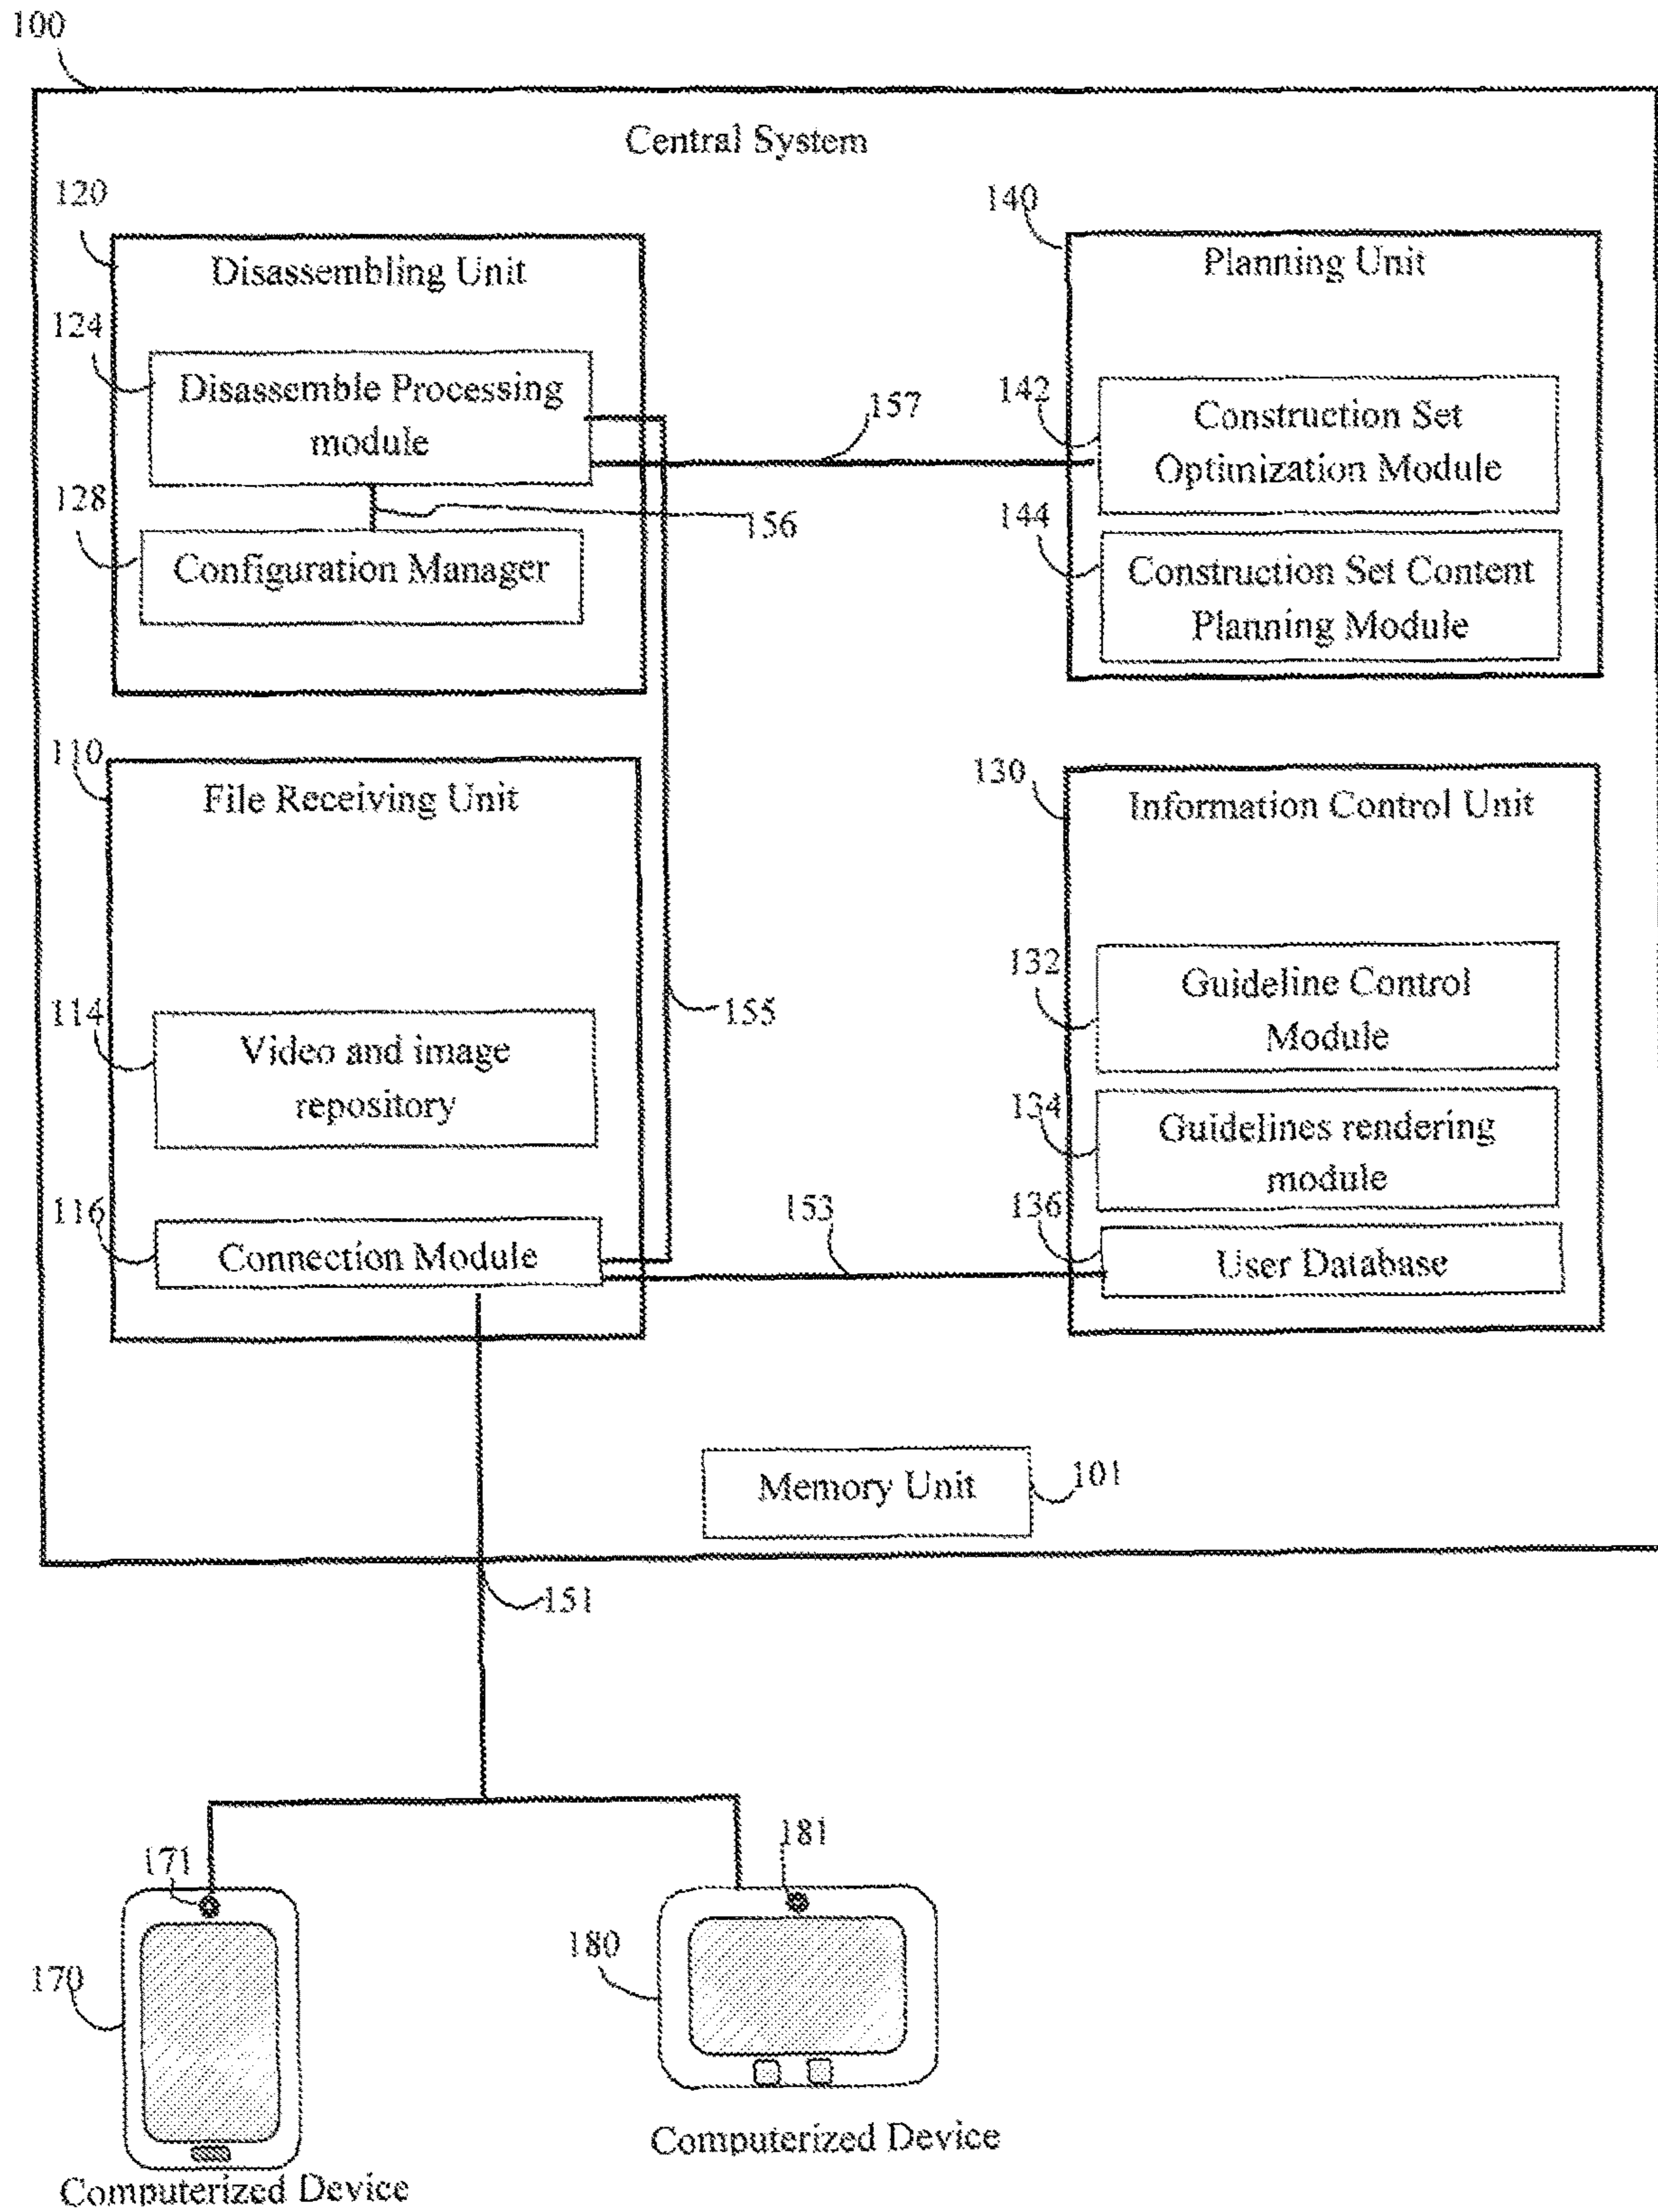 100
Central System
120
140
Disassembling Unit
Planning Unit
124
Disassemble Processing
module
157
142
Construction Set
Optimization Module
128
156
144
Configuration Manager
Construction Set Content
Planning Module
110
130
File Receiving Unit
Information Control Unit
132
Guideline Control
Module
114
155
Video and image
repository
134
Guidelines rendering
module
116
153
136
Connection Module
User Database
Memory Unit
101
151
171
181
170
180
Computerized Device
Computerized Device